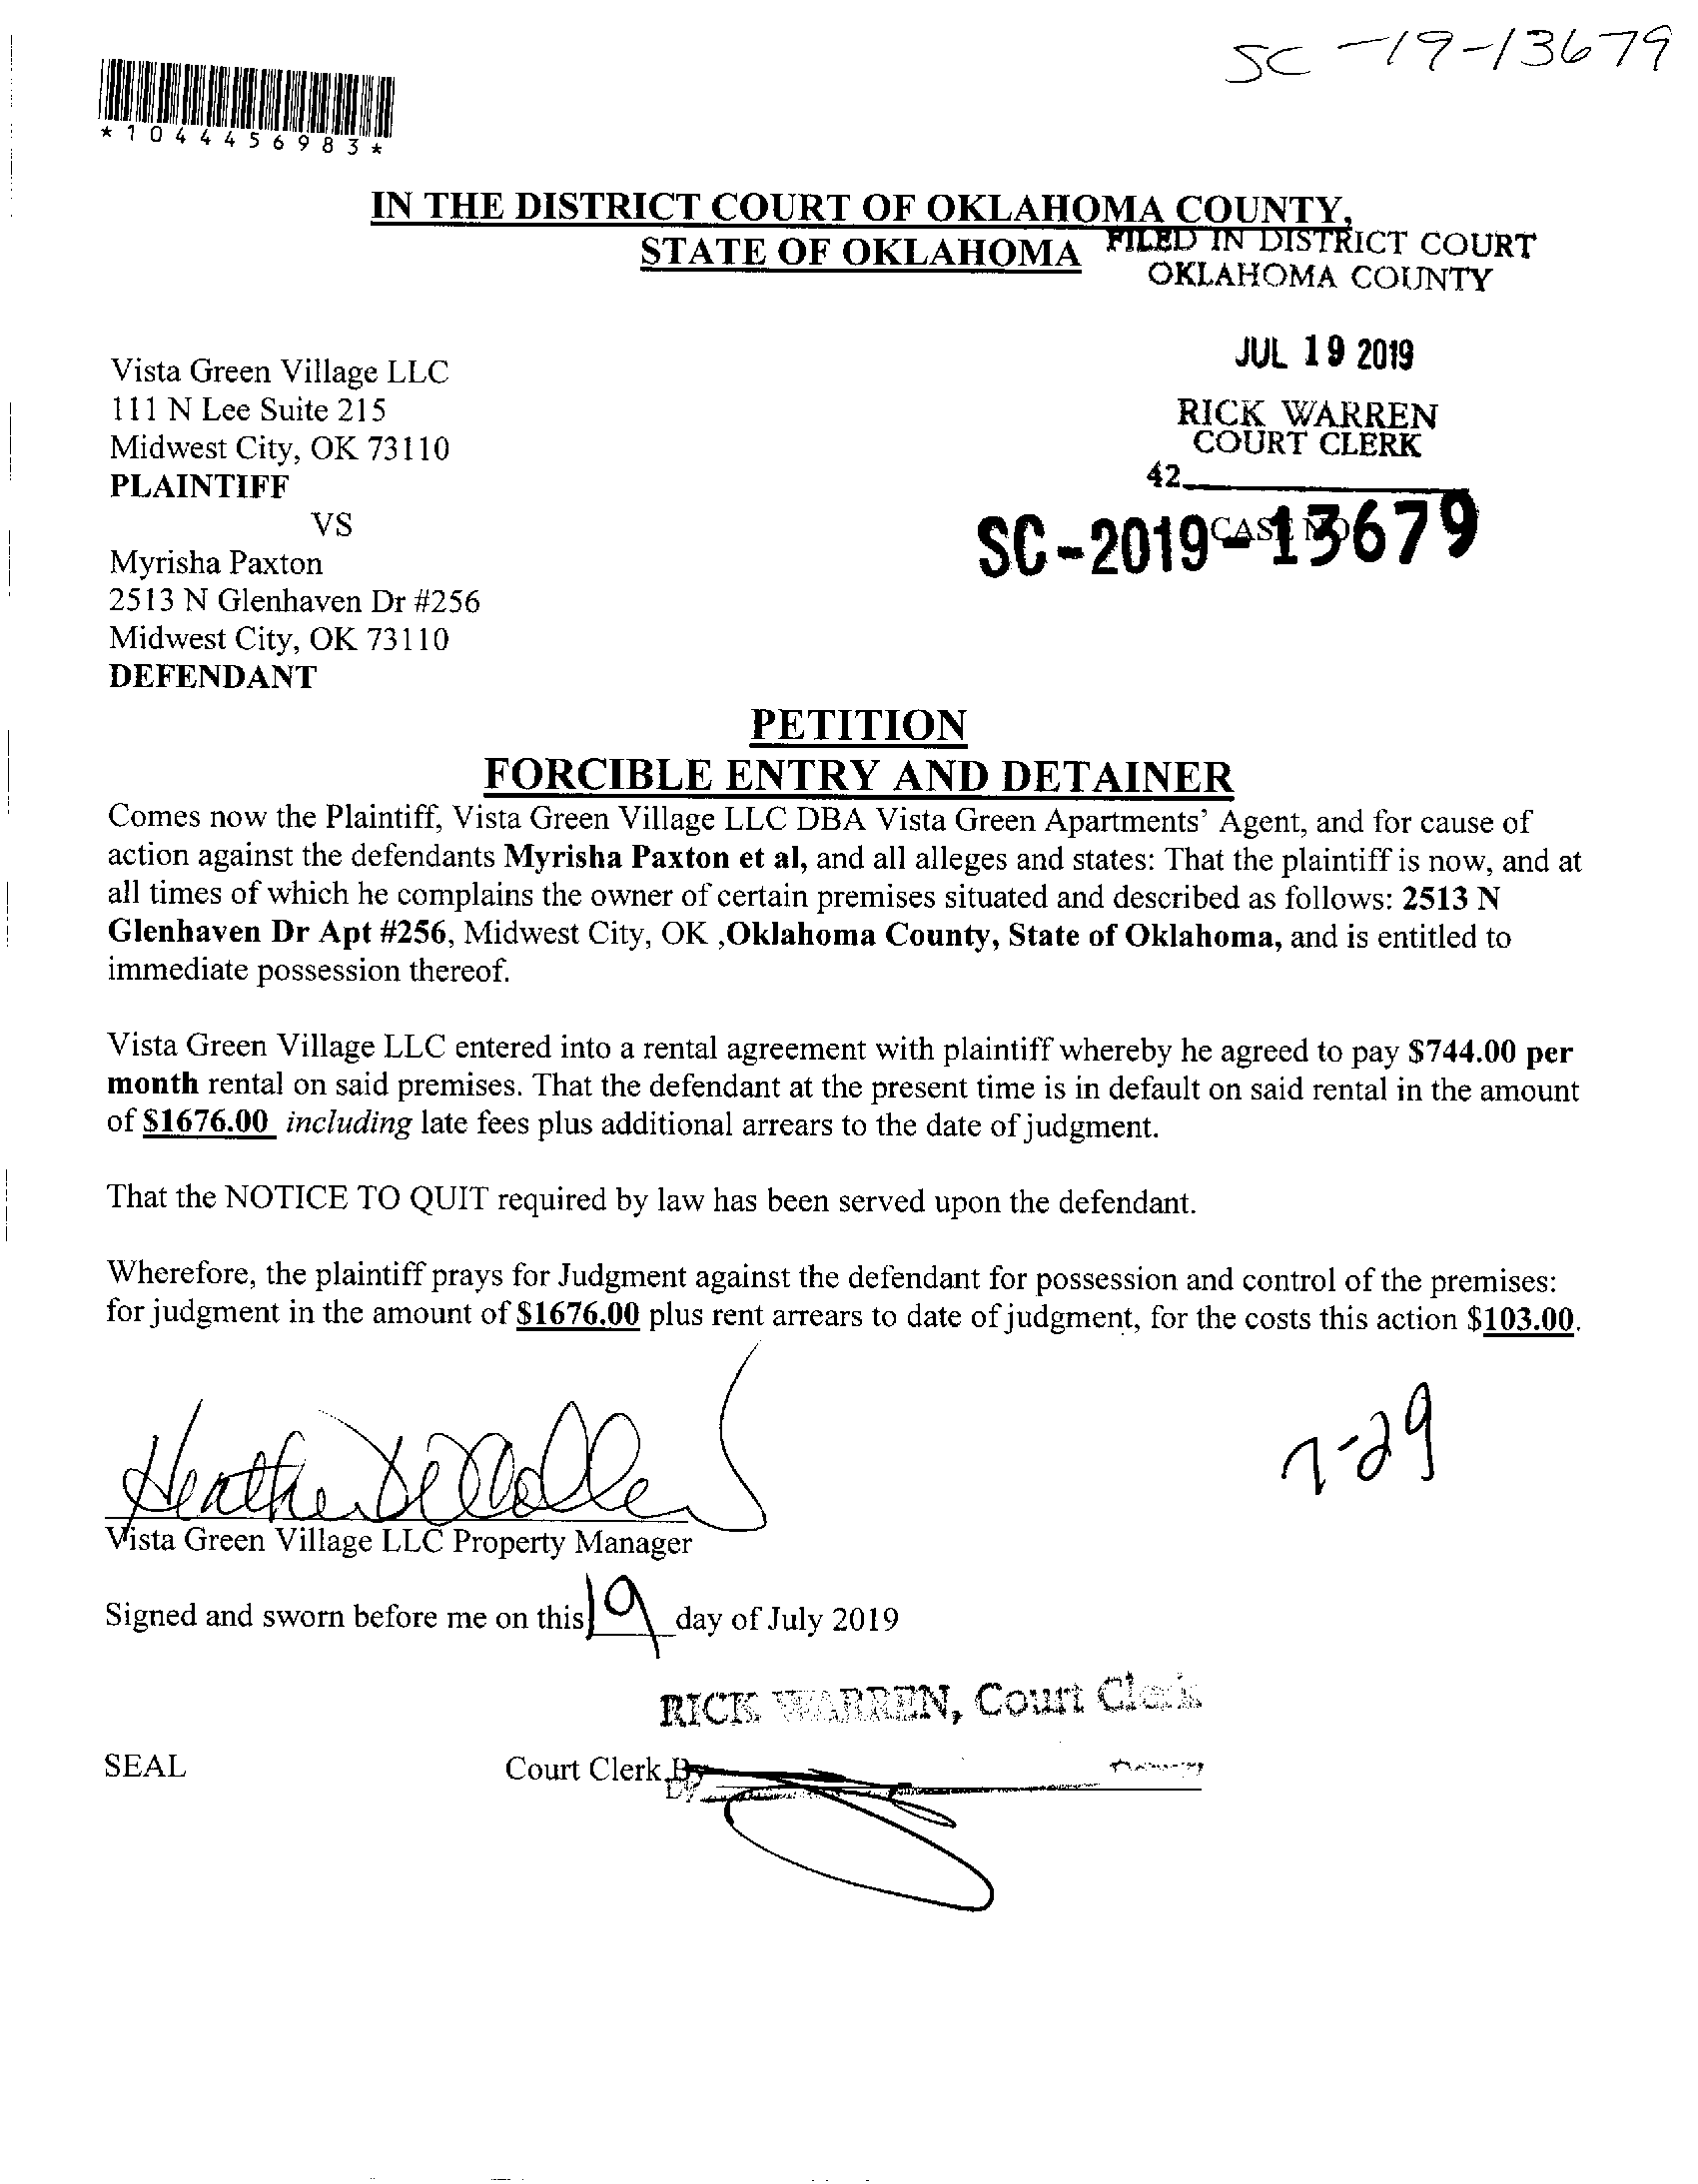 SC-19-13679
*1044456983*
IN THE DISTRICT COURT OF OKLAHOMA COUNTY,
STATE OF OKLAHOMA
FILED IN DISTRICT COURT
OKLAHOMA COUNTY
JUL 19 2019
RICK WARREN
COURT CLERK
42
CASE NO
SC-2019-13679
Vista Green Village LLC
111 N Lee Suite 215
Midwest City, OK 73110
PLAINTIFF
VS
Myrisha Paxton
2513 N Glenhaven Dr #256
Midwest City, OK 73110
DEFENDANT
PETITION
FORCIBLE ENTRY AND DETAINER
Comes now the Plaintiff, Vista Green Village LLC DBA Vista Green Apartments' Agent, and for cause of
action against the defendants Myrisha Paxton et al, and all alleges and states: That the plaintiff is now, and at
all times of which he complains the owner of certain premises situated and described as follows: 2513 N
Glenhaven Dr Apt #256, Midwest City, OK ,Oklahoma County, State of Oklahoma, and is entitled to
immediate possession thereof.
Vista Green Village LLC entered into a rental agreement with plaintiff whereby he agreed to pay $744.00 per
month rental on said premises. That the defendant at the present time is in default on said rental in the amount
of $1676.00 including late fees plus additional arrears to the date of judgment.
That the NOTICE TO QUIT required by law has been served upon the defendant.
Wherefore, the plaintiff prays for Judgment against the defendant for possession and control of the premises:
for judgment in the amount of $1676.00 plus rent arrears to date of judgment, for the costs this action $103.00.
Heather
7-29
Vista Green Village LLC Property Manager
Signed and sworn before me on this 19 day of July 2019
RICK WARREN, Court Clerk
SEAL
Court Clerk By
By